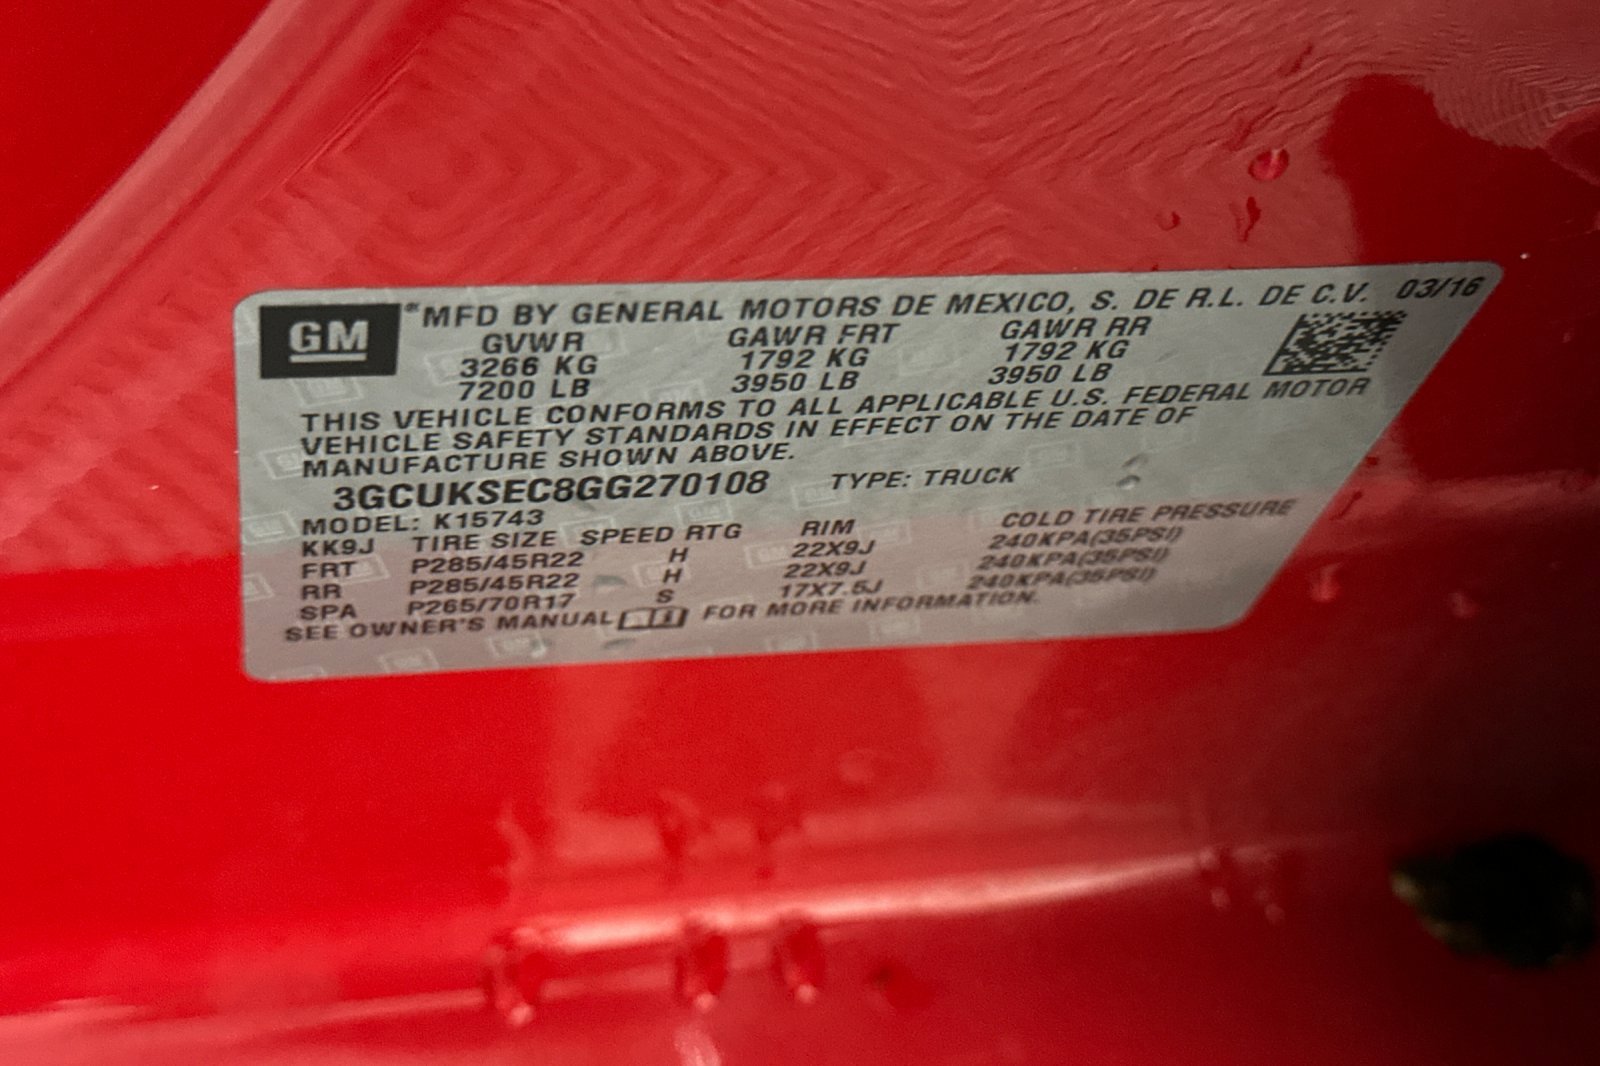 GM ®MFD BY GENERAL MOTORS DE MEXICO, S. DE R.L. DE C.V. 03/16
GVWR GAWR FRT GAWR RR
3266 KG 1792 KG 1792 KG
7200 LB 3950 LB 3950 LB
THIS VEHICLE CONFORMS TO ALL APPLICABLE U.S. FEDERAL MOTOR
VEHICLE SAFETY STANDARDS IN EFFECT ON THE DATE OF
MANUFACTURE SHOWN ABOVE.
3GCUKSEC8GG270108 TYPE: TRUCK
MODEL: K15743
KK9J TIRE SIZE SPEED RTG RIM COLD TIRE PRESSURE
FRT P285/45R22 H 22X9J 240KPA(35PSI)
RR P285/45R22 H 22X9J 240KPA(35PSI)
SPA P265/70R17 S 17X7.5J 240KPA(35PSI)
SEE OWNER'S MANUAL FOR MORE INFORMATION.